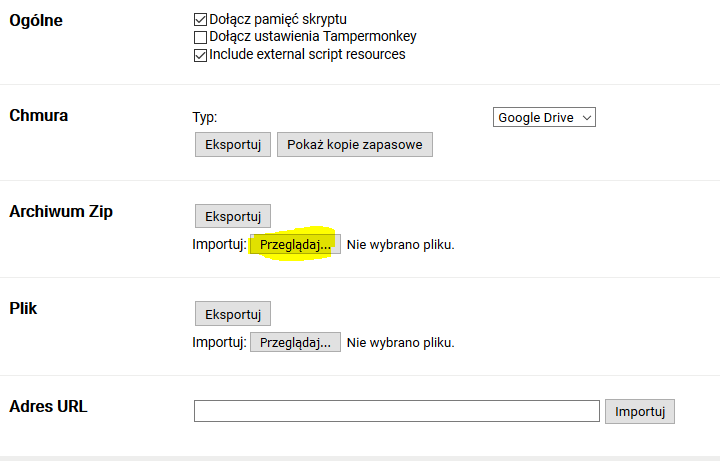 Ogólne
Dołącz pamięć skryptu
Dołącz ustawienia Tampermonkey
Include external script resources
Chmura
Typ:
Google Drive
Eksportuj
Pokaż kopie zapasowe
Archiwum Zip
Eksportuj
Importuj: Przeglądaj... Nie wybrano pliku.
Plik
Eksportuj
Importuj: Przeglądaj... Nie wybrano pliku.
Adres URL
Importuj